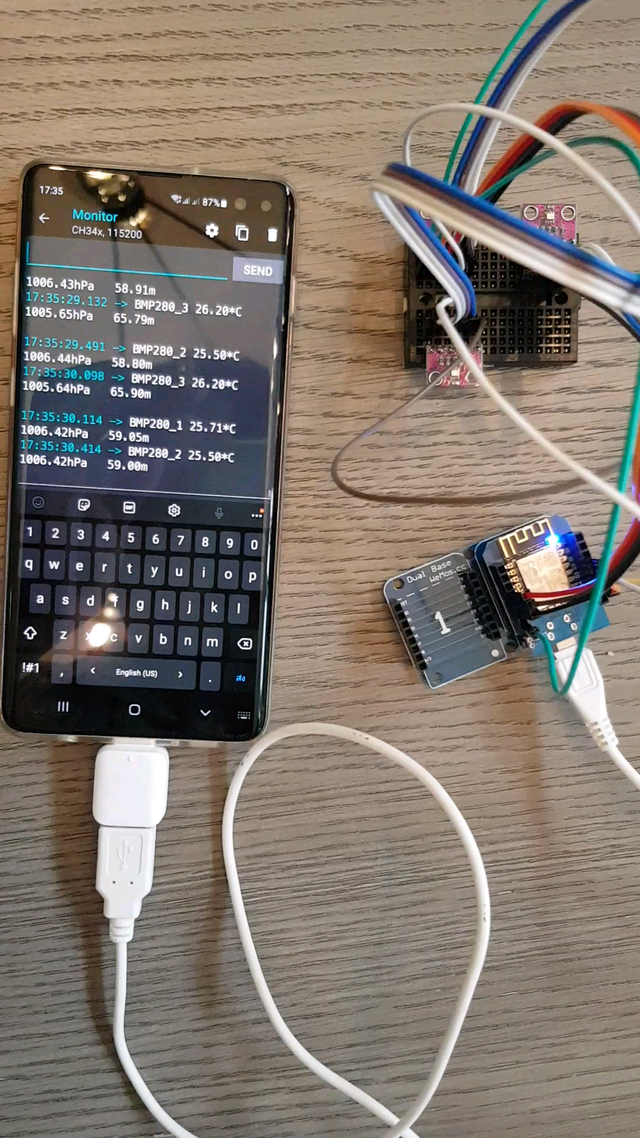 17:35
87%
Monitor
CH34x, 115200
SEND
1006.43hPa 58.91m
17:35:29.132 -> BMP280_3 26.20*C
1005.65hPa 65.79m
17:35:29.491 -> BMP280_2 25.50*C
1006.44hPa 58.80m
17:35:30.098 -> BMP280_3 26.20*C
1005.64hPa 65.90m
17:35:30.114 -> BMP280_1 25.71*C
1006.42hPa 59.05m
17:35:30.414 -> BMP280_2 25.50*C
1006.42hPa 59.00m
GIF
1 2 3 4 5 6 7 8 9 0
q w e r t y u i o p
a s d f g h j k l
z x c v b n m
!#1 , < English (US) > .
Dual Base
WeMos.cc
1